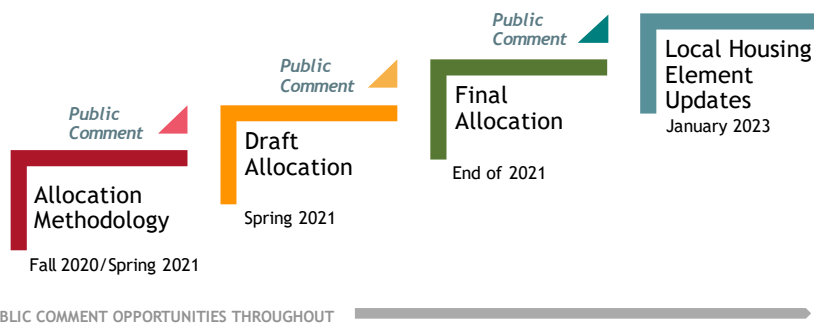 Public
Comment
Allocation
Methodology
Fall 2020/Spring 2021
Public
Comment
Draft
Allocation
Spring 2021
Public
Comment
Final
Allocation
End of 2021
Local Housing
Element
Updates
January 2023
BLIC COMMENT OPPORTUNITIES THROUGHOUT